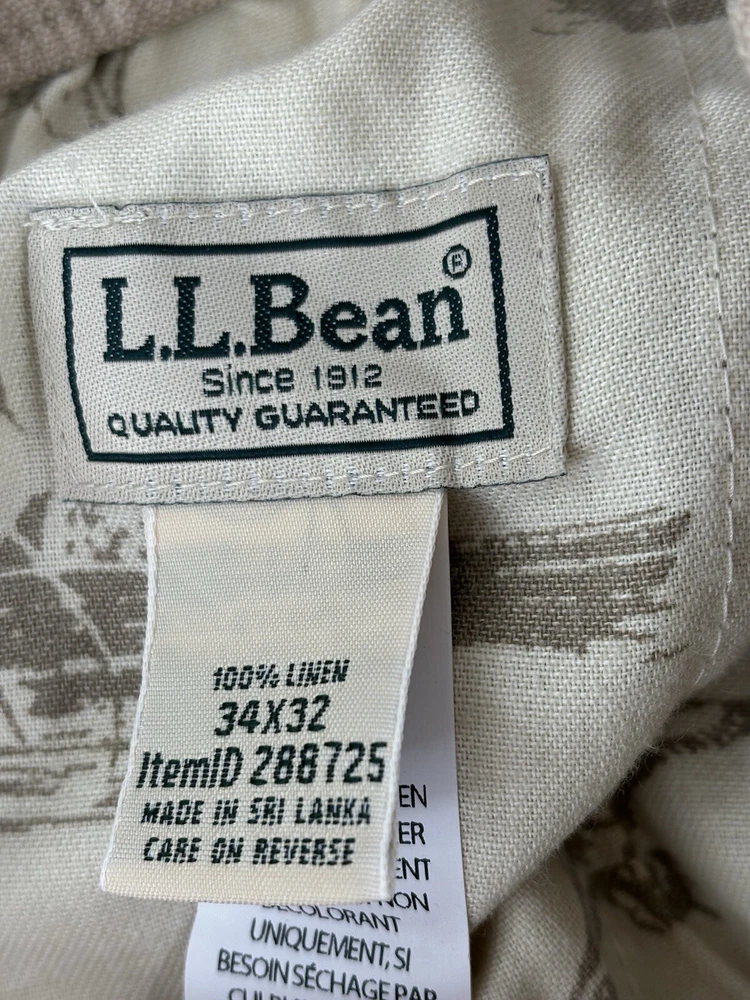 L.L.Bean®
Since 1912
QUALITY GUARANTEED
100% LINEN
34X32
ItemID 288725
MADE IN SRI LANKA
CARE ON REVERSE
EN
ER
ENT
NON
DÉCOLORANT
UNIQUEMENT, SI
BESOIN SÉCHAGE PAR